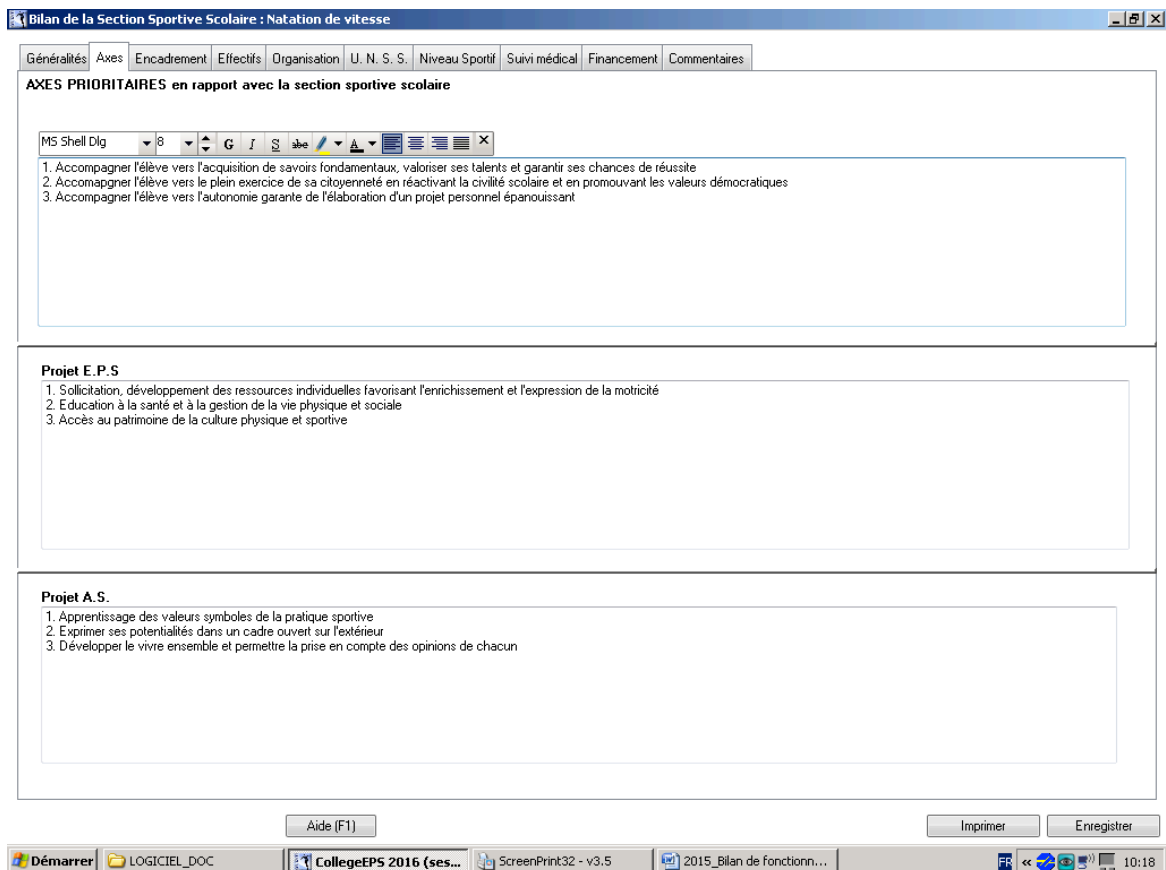 Bilan de la Section Sportive Scolaire : Natation de vitesse
Généralités Axes Encadrement Effectifs Organisation U. N. S. S. Niveau Sportif Suivi médical Financement Commentaires
AXES PRIORITAIRES en rapport avec la section sportive scolaire
MS Shell Dlg 8 G I S abc A X
1. Accompagner l'élève vers l'acquisition de savoirs fondamentaux, valoriser ses talents et garantir ses chances de réussite
2. Accomapgner l'élève vers le plein exercice de sa citoyenneté en réactivant la civilité scolaire et en promouvant les valeurs démocratiques
3. Accompagner l'élève vers l'autonomie garante de l'élaboration d'un projet personnel épanouissant
Projet E.P.S
1. Sollicitation, développement des ressources individuelles favorisant l'enrichissement et l'expression de la motricité
2. Education à la santé et à la gestion de la vie physique et sociale
3. Accès au patrimoine de la culture physique et sportive
Projet A.S.
1. Apprentissage des valeurs symboles de la pratique sportive
2. Exprimer ses potentialités dans un cadre ouvert sur l'extérieur
3. Développer le vivre ensemble et permettre la prise en compte des opinions de chacun
Aide (F1) Imprimer Enregistrer
Démarrer LOGICIEL_DOC CollegeEPS 2016 (ses... ScreenPrint32 - v3.5 2015_Bilan de fonctionn... FR « 10:18